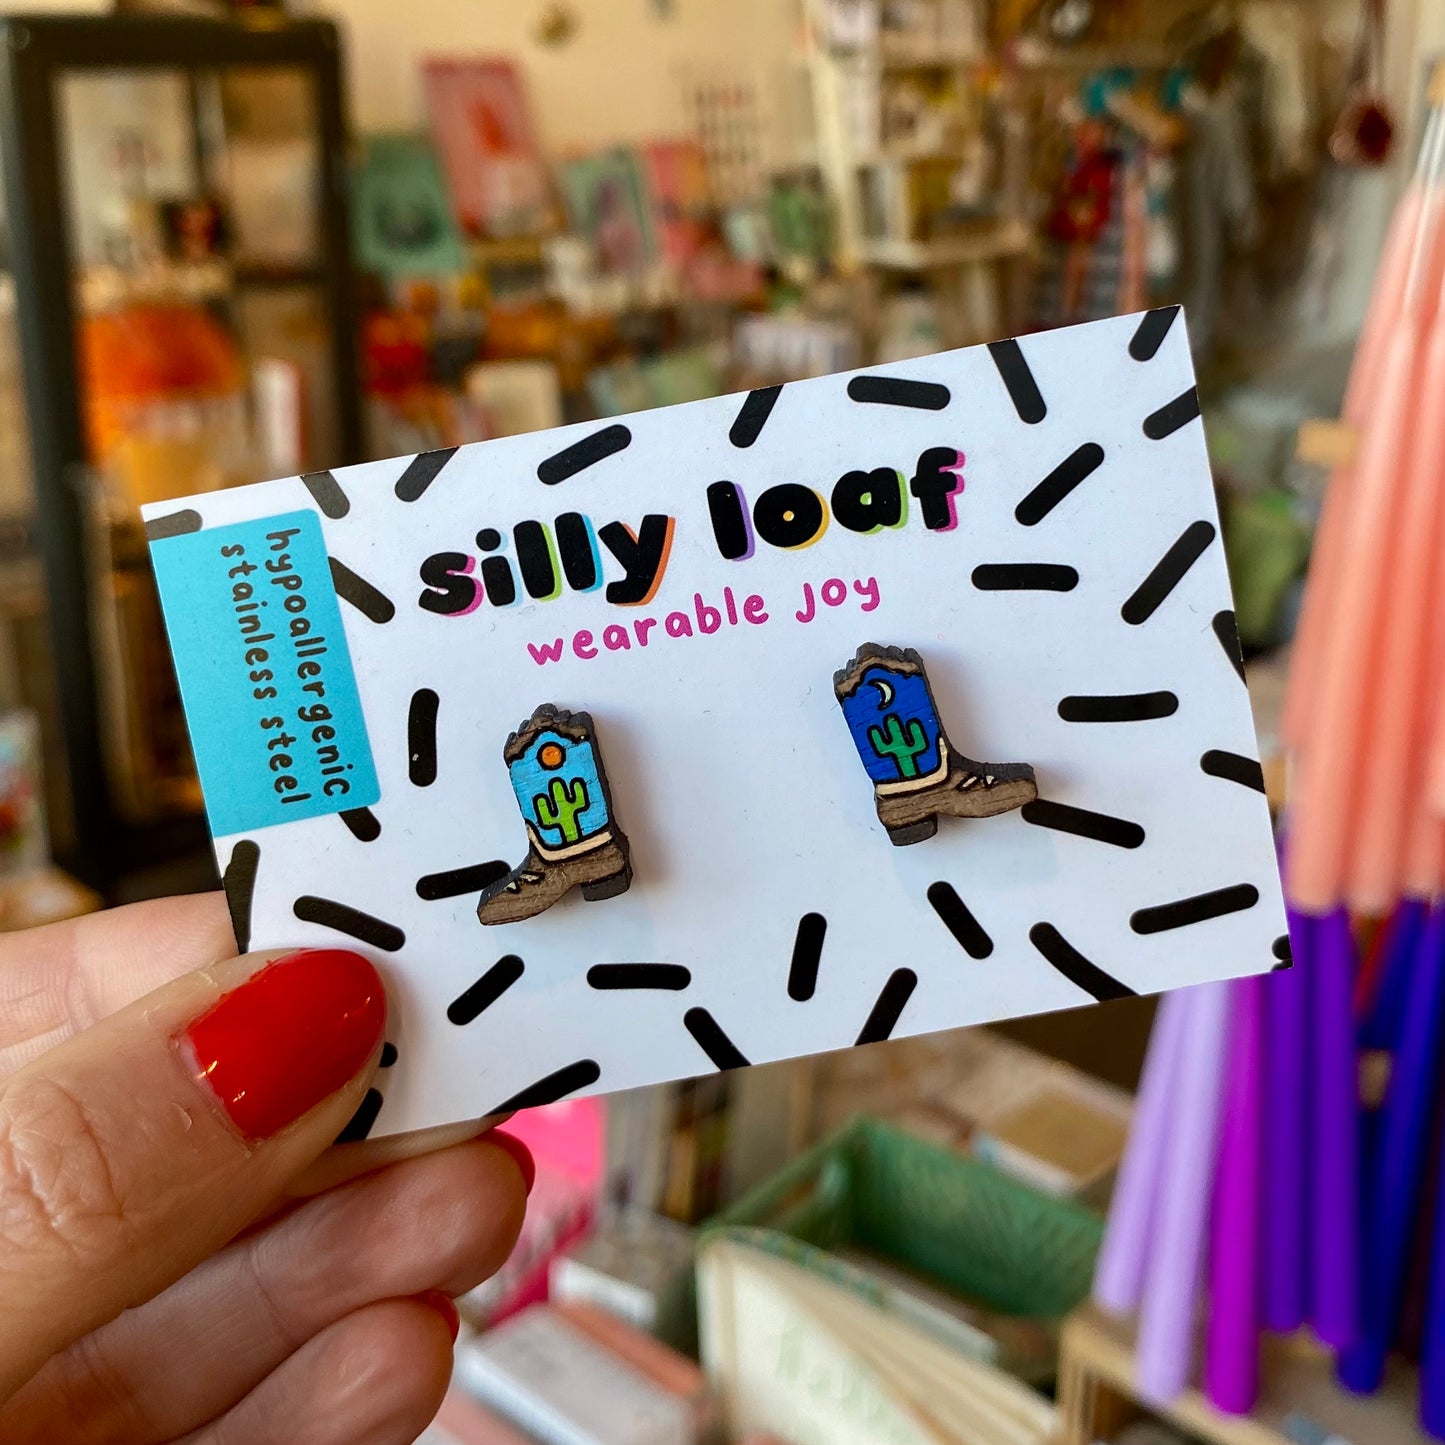 silly loaf
wearable joy
hypoallergenic
stainless steel